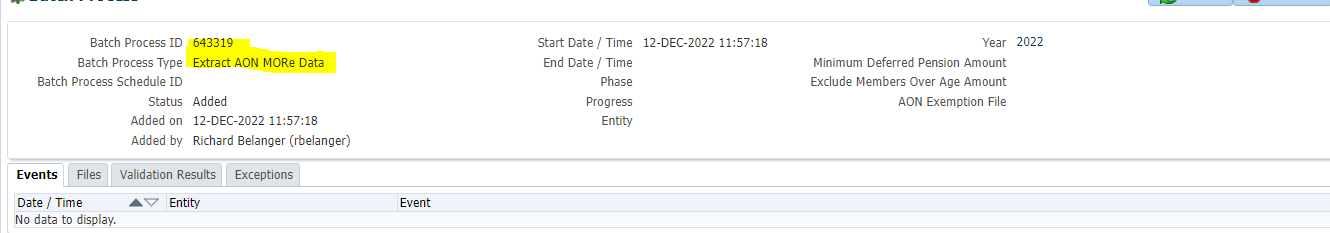 Batch Process ID 643319 Start Date / Time 12-DEC-2022 11:57:18 Year 2022
Batch Process Type Extract AON MORe Data End Date / Time Minimum Deferred Pension Amount
Batch Process Schedule ID Phase Exclude Members Over Age Amount
Status Added Progress AON Exemption File
Added on 12-DEC-2022 11:57:18 Entity
Added by Richard Belanger (rbelanger)
Events Files Validation Results Exceptions
Date / Time Entity Event
No data to display.